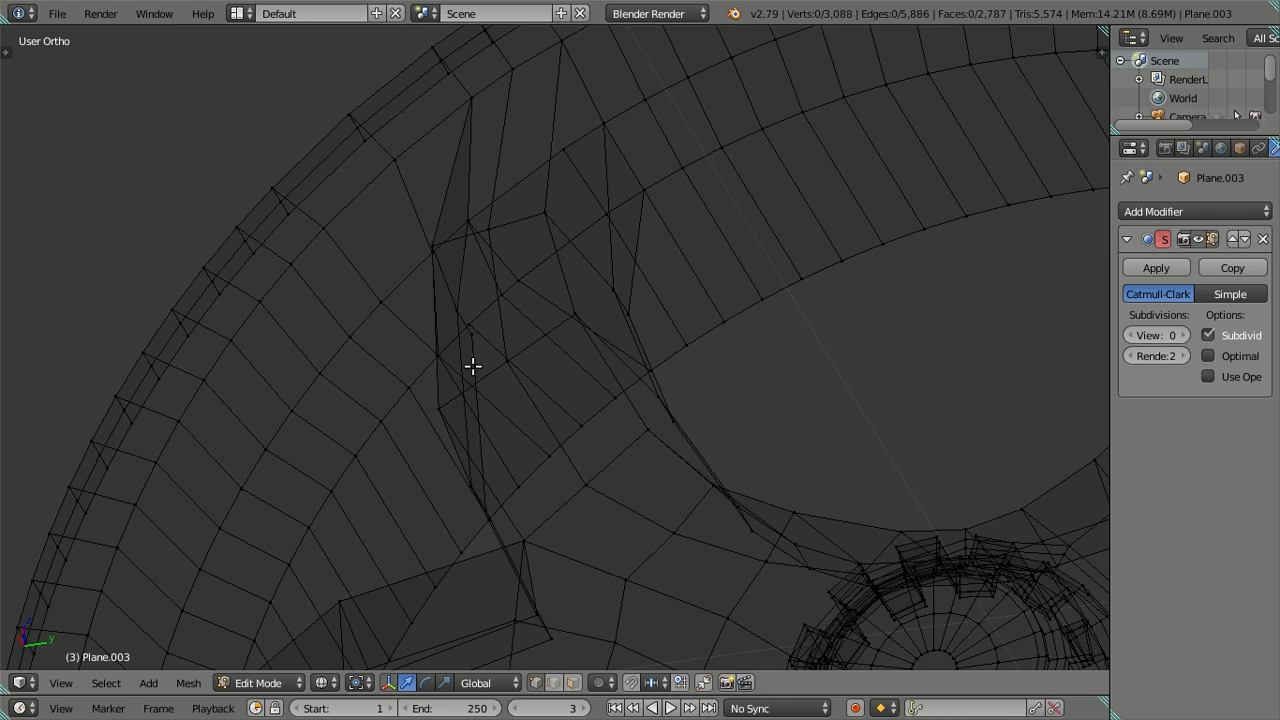 File Render Window Help Default Scene Blender Render v2.79 | Verts:0/3,088 | Edges:0/5,886 | Faces:0/2,787 | Tris:5,574 | Mem:14.21M (8.69M) | Plane.003
User Ortho
View Search All Sc
Scene
RenderL
World
Camera
Plane.003
Add Modifier
S
Apply Copy
Catmull-Clark Simple
Subdivisions: Options:
View: 0 Subdivid
Rende:2 Optimal
Use Ope
z
y
(3) Plane.003
View Select Add Mesh Edit Mode Global
View Marker Frame Playback Start: 1 End: 250 3 No Sync